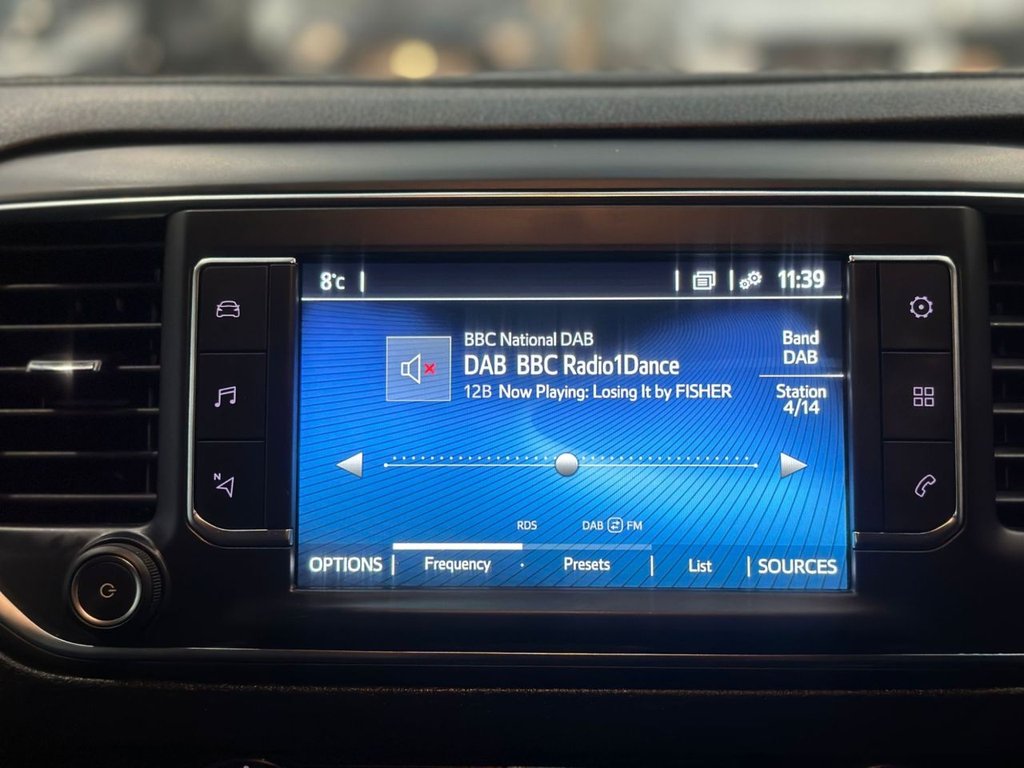 8°c
11:39
BBC National DAB
DAB BBC Radio1Dance
12B Now Playing: Losing It by FISHER
Band
DAB
Station
4/14
RDS DAB FM
OPTIONS Frequency Presets List SOURCES
N